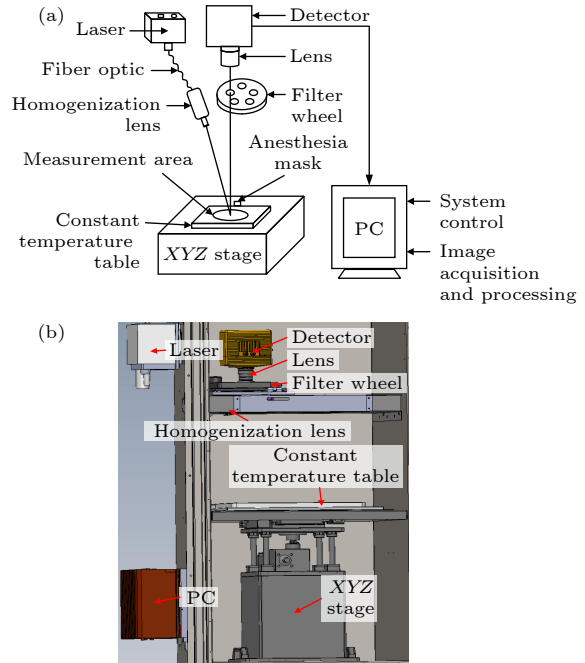 (a)
Laser
Fiber optic
Homogenization
lens
Measurement area
Constant
temperature
table
Detector
Lens
Filter
wheel
Anesthesia
mask
XYZ stage
PC
System
control
Image
acquisition
and processing
(b)
Laser
Detector
Lens
Filter wheel
Homogenization lens
Constant
temperature table
PC
XYZ
stage